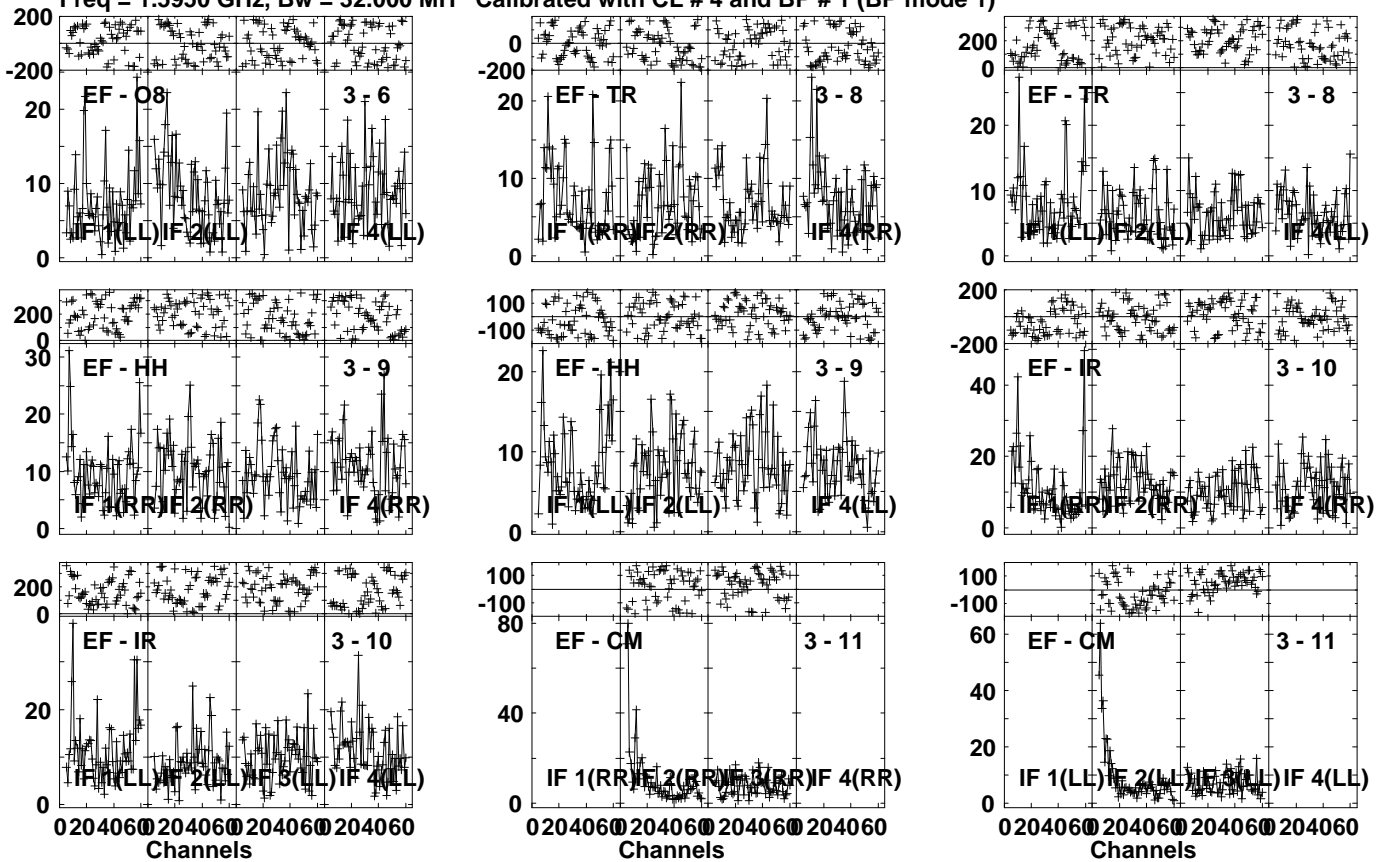 Freq = 1.5950 GHz, Bw = 32.000 MH Calibrated with CL # 4 and BP # 1 (BP mode 1)
200
-200
EF - O8 3 - 6
20
10
0
IF 1(LL) IF 2(LL) IF 4(LL)
0
-200
EF - TR 3 - 8
20
10
0
IF 1(RR) IF 2(RR) IF 4(RR)
200
0
EF - TR 3 - 8
20
10
0
IF 1(LL) IF 2(LL) IF 4(LL)
200
0
EF - HH 3 - 9
30
20
10
0
IF 1(RR) IF 2(RR) IF 4(RR)
100
-100
EF - HH 3 - 9
20
10
0
IF 1(LL) IF 2(LL) IF 4(LL)
200
-200
EF - IR 3 - 10
40
20
0
IF 1(RR) IF 2(RR) IF 4(RR)
200
0
EF - IR 3 - 10
20
0
IF 1(LL) IF 2(LL) IF 3(LL) IF 4(LL)
0 20 40 60 0 20 40 60 0 20 40 60 0 20 40 60
Channels
100
-100
80
EF - CM 3 - 11
60
40
20
0
IF 1(RR) IF 2(RR) IF 3(RR) IF 4(RR)
0 20 40 60 0 20 40 60 0 20 40 60 0 20 40 60
Channels
100
-100
EF - CM 3 - 11
60
40
20
0
IF 1(LL) IF 2(LL) IF 3(LL) IF 4(LL)
0 20 40 60 0 20 40 60 0 20 40 60 0 20 40 60
Channels